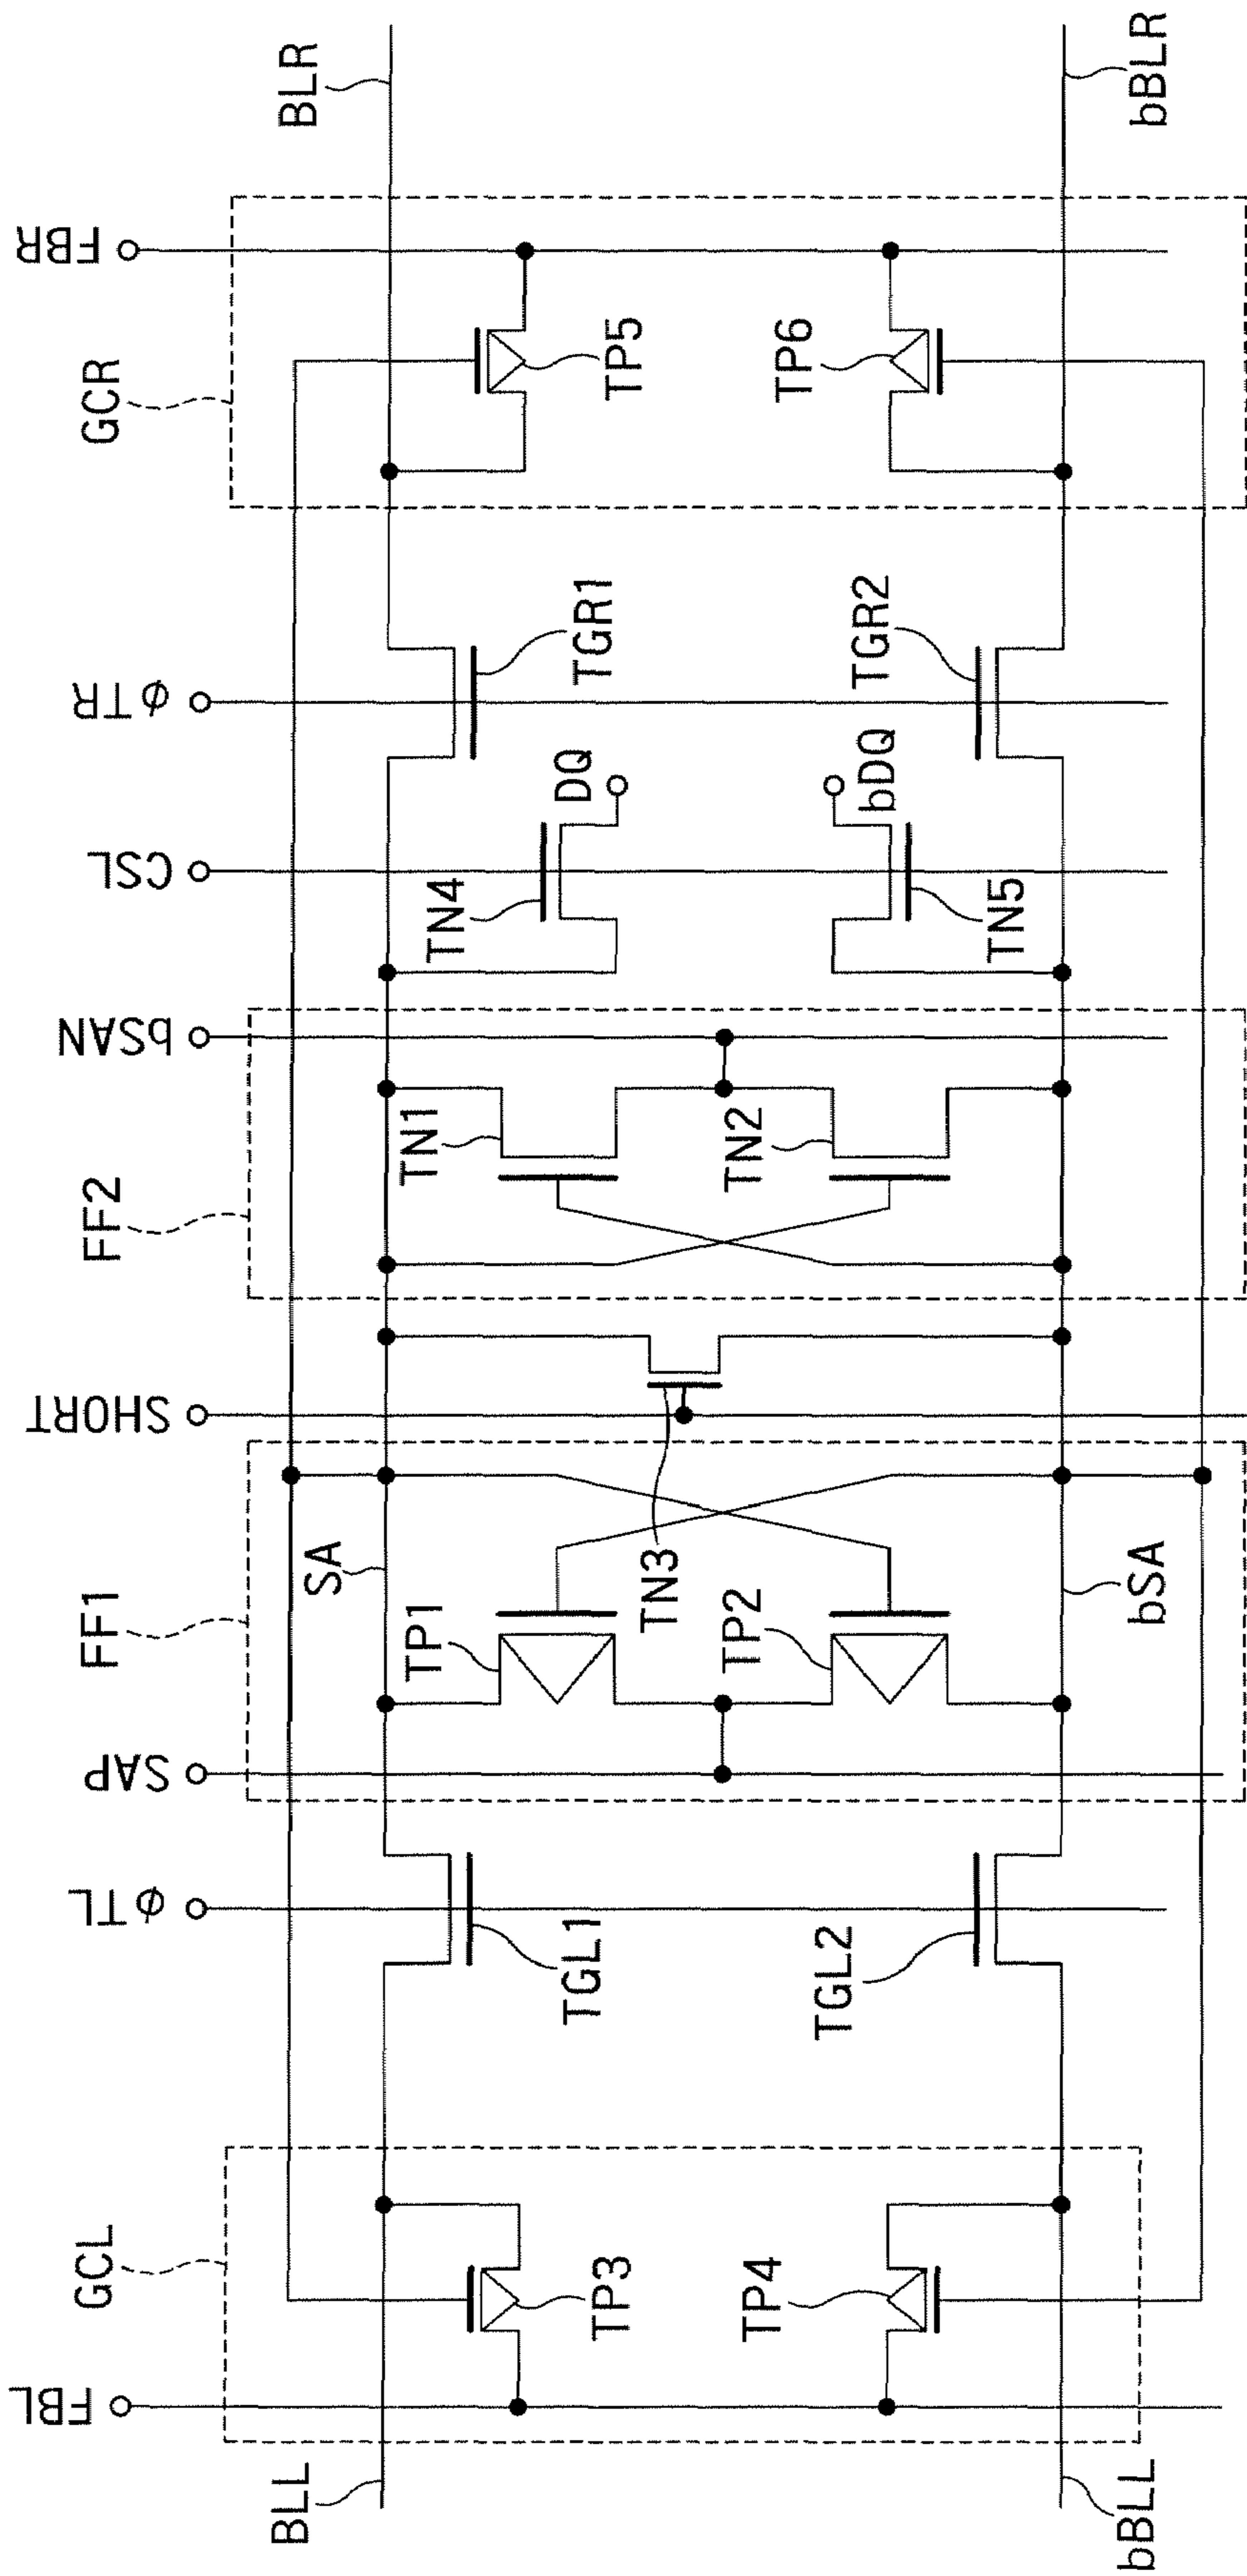 FBL
φTL
SAP
SHORT
bSAN
CSL
φTR
FBR
GCL
FF1
FF2
GCR
BLL
SA
BLR
TP1
TN1
TN4
DQ
TP3
TGL1
TN3
TGR1
TP5
TP4
TGL2
TP2
TN2
bDQ
TGR2
TP6
TN5
bBLL
bSA
bBLR